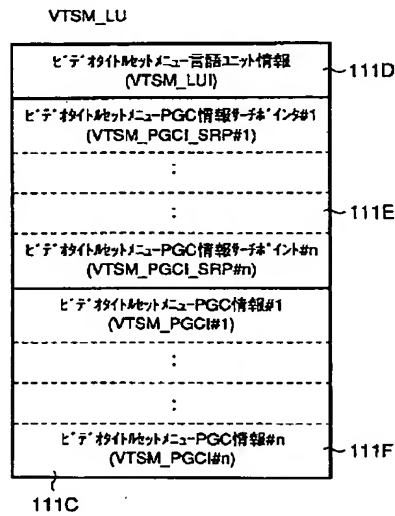 VTSM_LU
ビデオタイトルセットメニュー言語ユニット情報
(VTSM_LUI)
111D
ビデオタイトルセットメニューPGC情報サーチポインタ#1
(VTSM_PGCI_SRP#1)
:
:
111E
ビデオタイトルセットメニューPGC情報サーチポイント#n
(VTSM_PGCI_SRP#n)
ビデオタイトルセットメニューPGC情報#1
(VTSM_PGCI#1)
:
:
ビデオタイトルセットメニューPGC情報#n
(VTSM_PGCI#n)
111F
111C